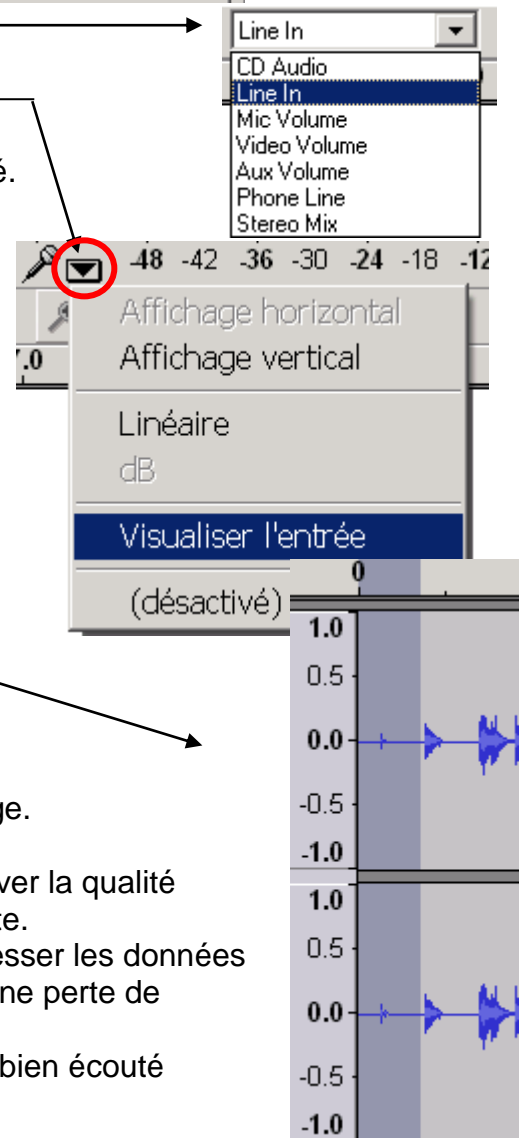 Line In
CD Audio
Line In
Mic Volume
Video Volume
Aux Volume
Phone Line
Stereo Mix
é.
-48 -42 -36 -30 -24 -18 -12
7.0
Affichage horizontal
Affichage vertical
Linéaire
dB
Visualiser l'entrée
(désactivé)
0
1.0
0.5
0.0
-0.5
-1.0
1.0
0.5
0.0
-0.5
-1.0
ge.
ver la qualité
te.
esser les données
ne perte de
bien écouté